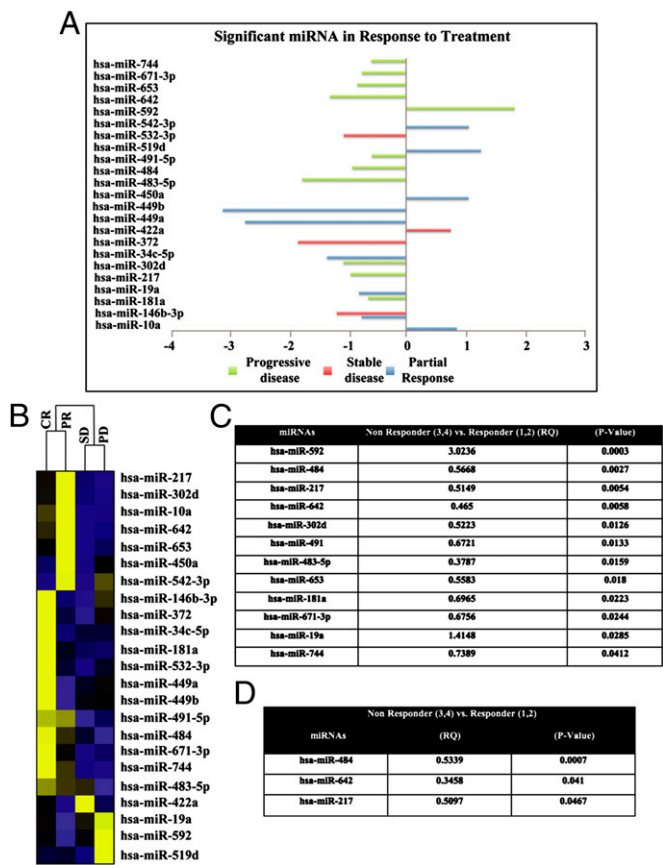 A
Significant miRNA in Response to Treatment
hsa-miR-744
hsa-miR-671-3p
hsa-miR-653
hsa-miR-642
hsa-miR-592
hsa-miR-542-3p
hsa-miR-532-3p
hsa-miR-519d
hsa-miR-491-5p
hsa-miR-484
hsa-miR-483-5p
hsa-miR-450a
hsa-miR-449b
hsa-miR-449a
hsa-miR-422a
hsa-miR-372
hsa-miR-34c-5p
hsa-miR-302d
hsa-miR-217
hsa-miR-19a
hsa-miR-181a
hsa-miR-146b-3p
hsa-miR-10a
-4 -3 -2 -1 0 1 2 3 4
Progressive disease
Stable disease
Partial Response
B
CR PR SD PD
hsa-miR-217
hsa-miR-302d
hsa-miR-10a
hsa-miR-642
hsa-miR-653
hsa-miR-450a
hsa-miR-542-3p
hsa-miR-146b-3p
hsa-miR-372
hsa-miR-34c-5p
hsa-miR-181a
hsa-miR-532-3p
hsa-miR-449a
hsa-miR-449b
hsa-miR-491-5p
hsa-miR-484
hsa-miR-671-3p
hsa-miR-744
hsa-miR-483-5p
hsa-miR-422a
hsa-miR-19a
hsa-miR-592
hsa-miR-519d
C
miRNAs Non Responder (3,4) vs. Responder (1,2) (RQ) (P-Value)
hsa-miR-592 3.0236 0.0003
hsa-miR-484 0.5668 0.0027
hsa-miR-217 0.5149 0.0054
hsa-miR-642 0.465 0.0058
hsa-miR-302d 0.5223 0.0126
hsa-miR-491 0.6721 0.0133
hsa-miR-483-5p 0.3787 0.0159
hsa-miR-653 0.5583 0.018
hsa-miR-181a 0.6965 0.0223
hsa-miR-671-3p 0.6756 0.0244
hsa-miR-19a 1.4148 0.0285
hsa-miR-744 0.7389 0.0412
D
Non Responder (3,4) vs. Responder (1,2)
miRNAs (RQ) (P-Value)
hsa-miR-484 0.5339 0.0007
hsa-miR-642 0.3458 0.041
hsa-miR-217 0.5097 0.0467